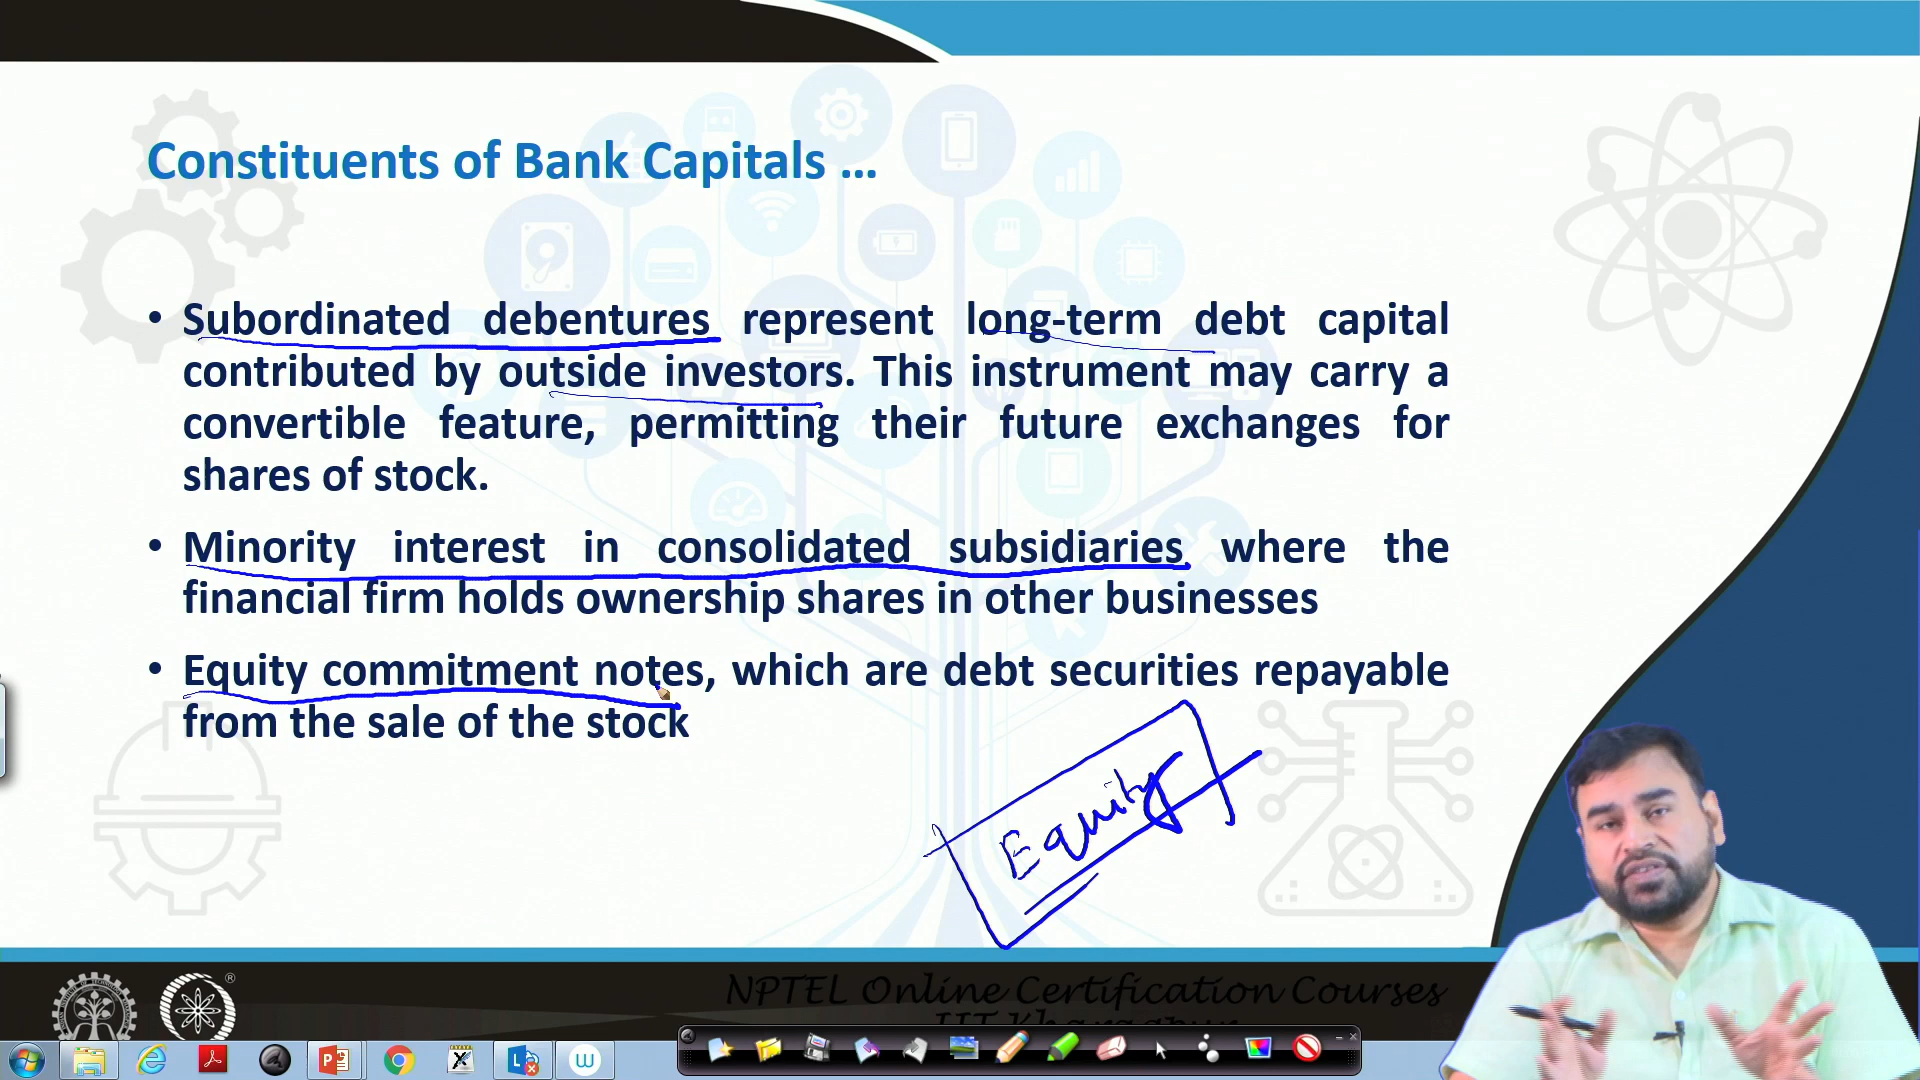 Constituents of Bank Capitals ...
• Subordinated debentures represent long-term debt capital
contributed by outside investors. This instrument may carry a
convertible feature, permitting their future exchanges for
shares of stock.
• Minority interest in consolidated subsidiaries where the
financial firm holds ownership shares in other businesses
• Equity commitment notes, which are debt securities repayable
from the sale of the stock
Equity
NPTEL Online Certification Courses
IIT Kharagpur